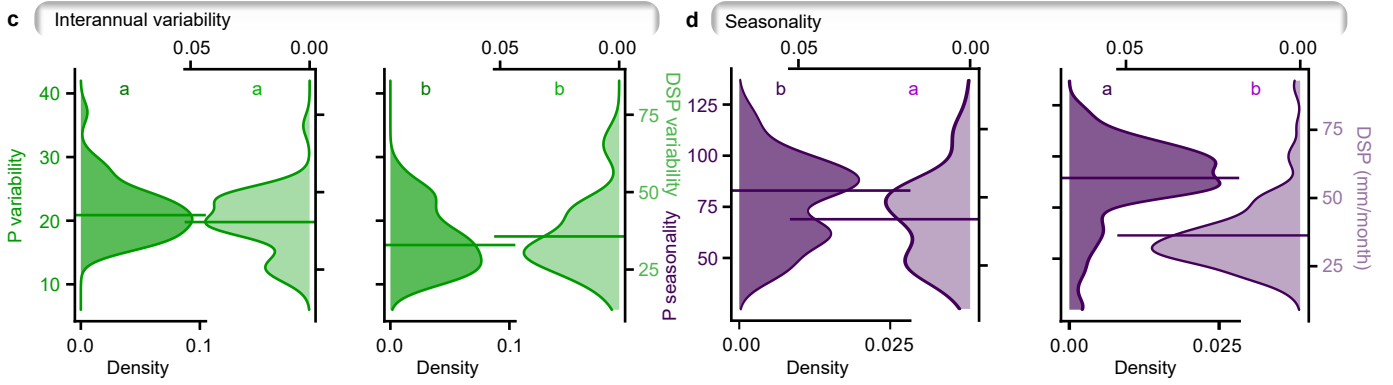 c Interannual variability
0.05 0.00 0.05 0.00
P variability
40
30
20
10
a a
b b
75
50
25
DSP variability
0.0 0.1
Density
0.0 0.1
Density
d Seasonality
0.05 0.00 0.05 0.00
P seasonality
125
100
75
50
b a
a b
75
50
25
DSP (mm/month)
0.00 0.025
Density
0.00 0.025
Density